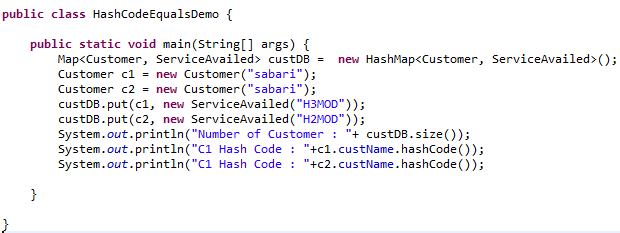 public class HashCodeEqualsDemo {
public static void main(String[] args) {
Map<Customer, ServiceAvailed> custDB =  new HashMap<Customer, ServiceAvailed>();
Customer c1 = new Customer("sabari");
Customer c2 = new Customer("sabari");
custDB.put(c1, new ServiceAvailed("H3MOD"));
custDB.put(c2, new ServiceAvailed("H2MOD"));
System.out.println("Number of Customer : "+ custDB.size());
System.out.println("C1 Hash Code : "+c1.custName.hashCode());
System.out.println("C1 Hash Code : "+c2.custName.hashCode());
}
}